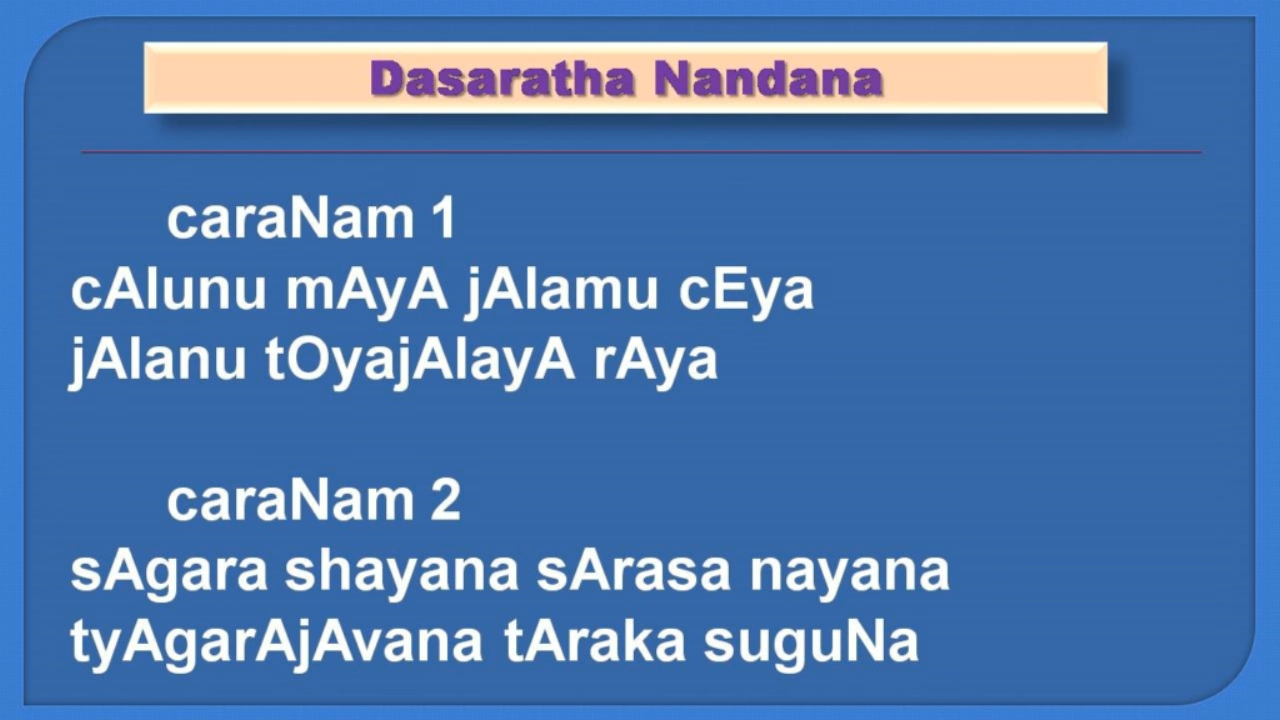 Dasaratha Nandana
caraNam 1
cAlunu mAyA jAlamu cEya
jAlanu tOyajAlayA rAya
caraNam 2
sAgara shayana sArasa nayana
tyAgarAjAvana tAraka suguNa